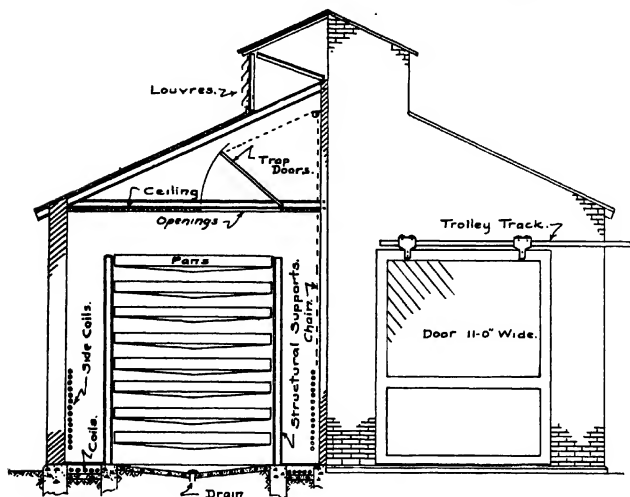 Louvres.
Trap
Doors.
Ceiling
Openings
Trolley Track.
Pans
Side Coils.
Structural Supports.
Chain.
Door 11-0" Wide.
Coils.
Drain